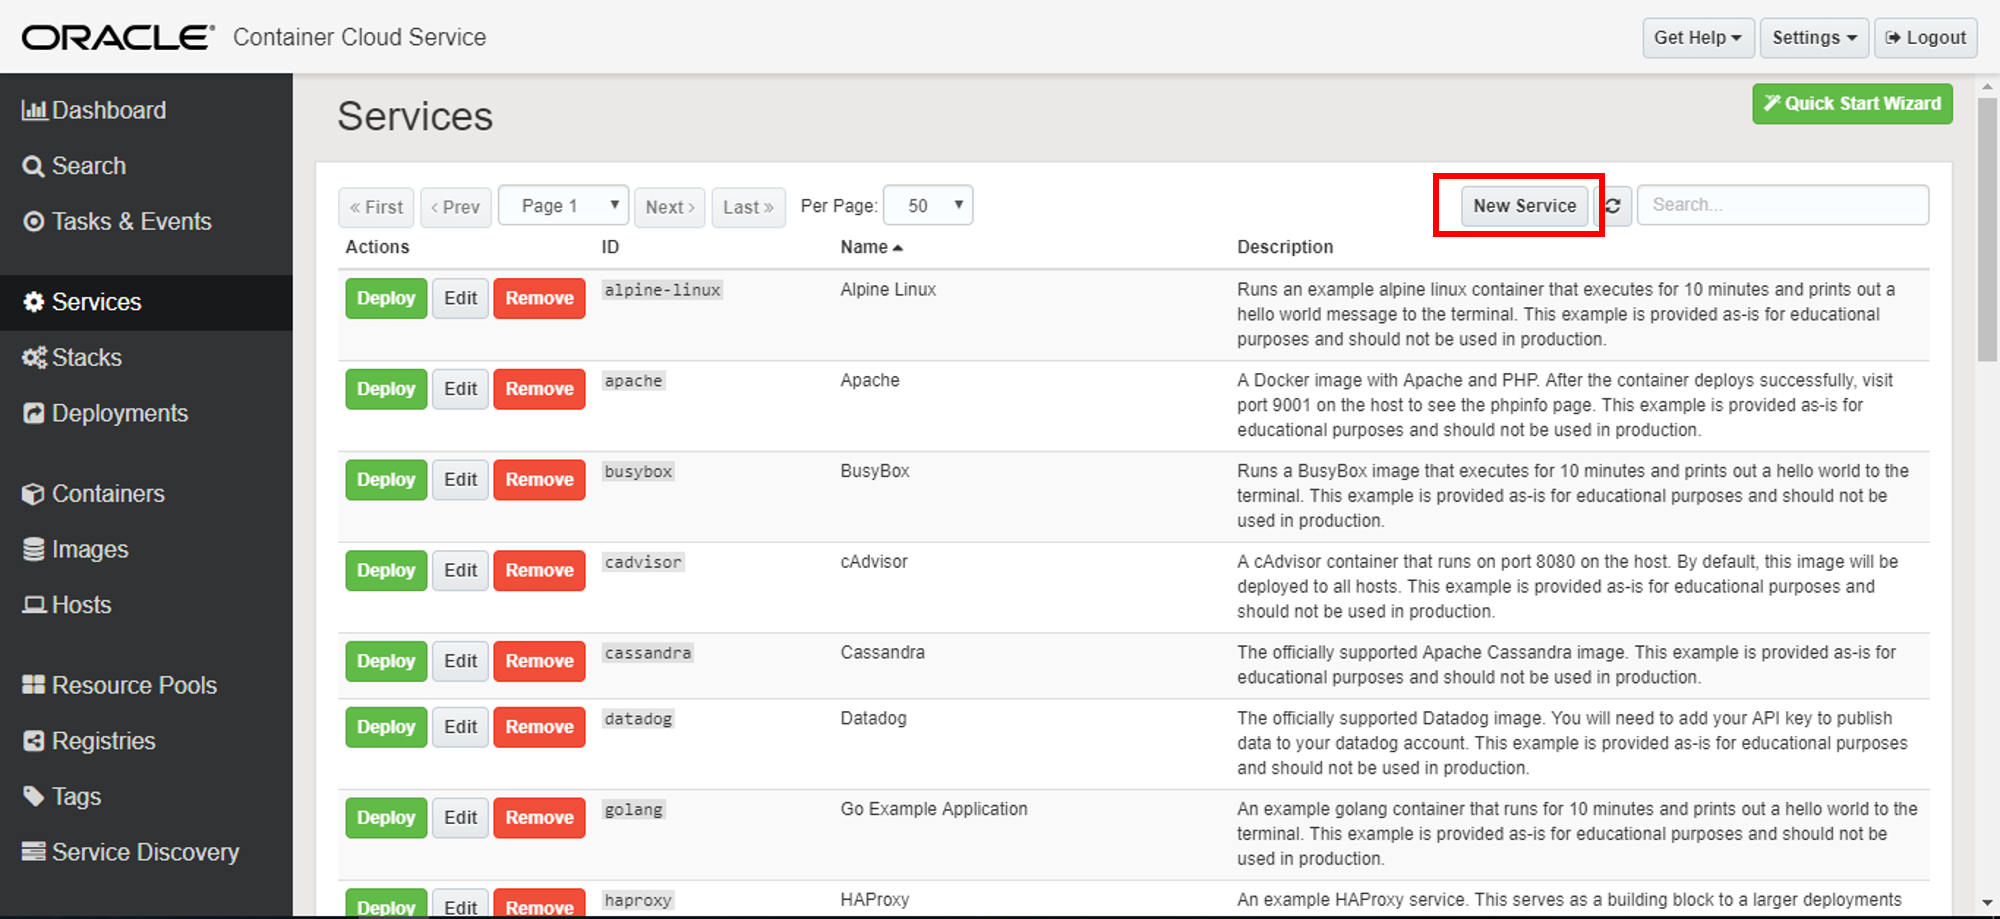 ORACLE® Container Cloud Service
Get Help
Settings
Logout
Dashboard
Search
Tasks & Events
Services
Stacks
Deployments
Containers
Images
Hosts
Resource Pools
Registries
Tags
Service Discovery
Services
Quick Start Wizard
« First
‹ Prev
Page 1
Next ›
Last »
Per Page:
50
New Service
Search...
Actions ID Name Description
Deploy Edit Remove alpine-linux Alpine Linux
Runs an example alpine linux container that executes for 10 minutes and prints out a
hello world message to the terminal. This example is provided as-is for educational
purposes and should not be used in production.
Deploy Edit Remove apache Apache
A Docker image with Apache and PHP. After the container deploys successfully, visit
port 9001 on the host to see the phpinfo page. This example is provided as-is for
educational purposes and should not be used in production.
Deploy Edit Remove busybox BusyBox
Runs a BusyBox image that executes for 10 minutes and prints out a hello world to the
terminal. This example is provided as-is for educational purposes and should not be
used in production.
Deploy Edit Remove cadvisor cAdvisor
A cAdvisor container that runs on port 8080 on the host. By default, this image will be
deployed to all hosts. This example is provided as-is for educational purposes and
should not be used in production.
Deploy Edit Remove cassandra Cassandra
The officially supported Apache Cassandra image. This example is provided as-is for
educational purposes and should not be used in production.
Deploy Edit Remove datadog Datadog
The officially supported Datadog image. You will need to add your API key to publish
data to your datadog account. This example is provided as-is for educational purposes
and should not be used in production.
Deploy Edit Remove golang Go Example Application
An example golang container that runs for 10 minutes and prints out a hello world to the
terminal. This example is provided as-is for educational purposes and should not be
used in production.
Deploy Edit Remove haproxy HAProxy
An example HAProxy service. This serves as a building block to a larger deployments